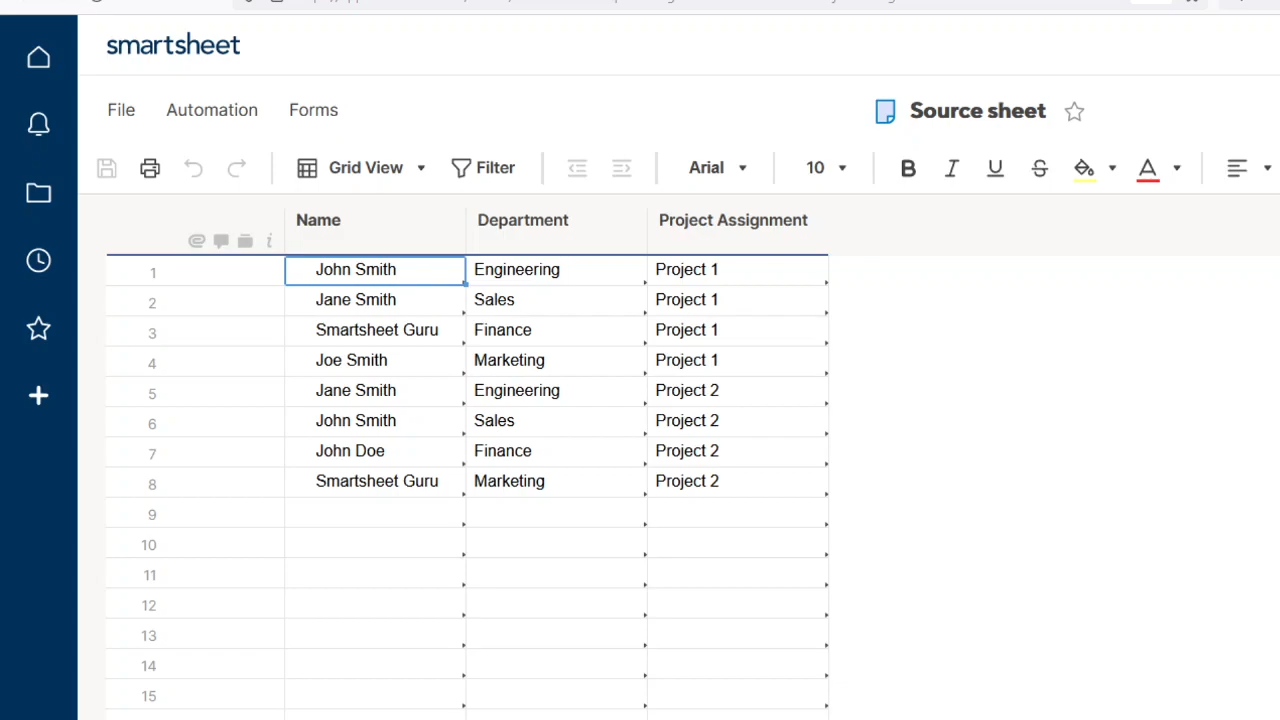 smartsheet
File Automation Forms Source sheet
Grid View Filter Arial 10 B I U S A
Name Department Project Assignment
1 John Smith Engineering Project 1
2 Jane Smith Sales Project 1
3 Smartsheet Guru Finance Project 1
4 Joe Smith Marketing Project 1
5 Jane Smith Engineering Project 2
6 John Smith Sales Project 2
7 John Doe Finance Project 2
8 Smartsheet Guru Marketing Project 2
9
10
11
12
13
14
15